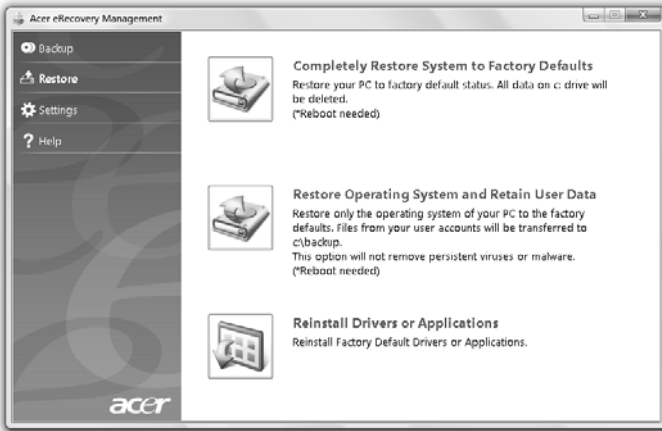 Acer eRecovery Management
Backup
Restore
Settings
Help
Completely Restore System to Factory Defaults
Restore your PC to factory default status. All data on c: drive will
be deleted.
(*Reboot needed)
Restore Operating System and Retain User Data
Restore only the operating system of your PC to the factory
defaults. Files from your user accounts will be transferred to
c:\backup.
This option will not remove persistent viruses or malware.
(*Reboot needed)
Reinstall Drivers or Applications
Reinstall Factory Default Drivers or Applications.
acer